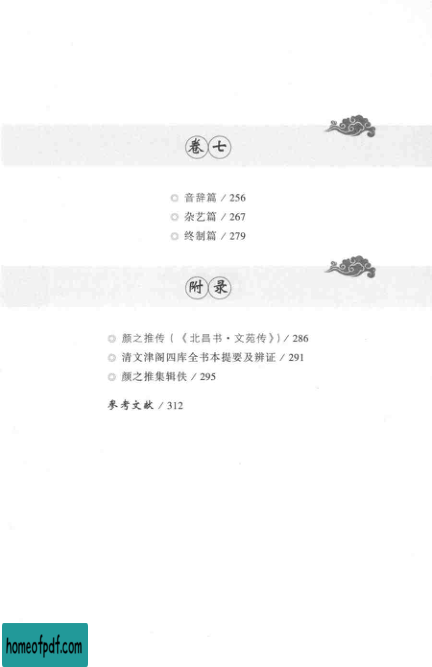 卷七
◎ 音辞篇 / 256
◎ 杂艺篇 / 267
◎ 终制篇 / 279
附录
◎ 颜之推传（《北昌书·文苑传》）/ 286
◎ 清文津阁四库全书本提要及辨证 / 291
◎ 颜之推集辑佚 / 295
参考文献 / 312
homeofpdf.com